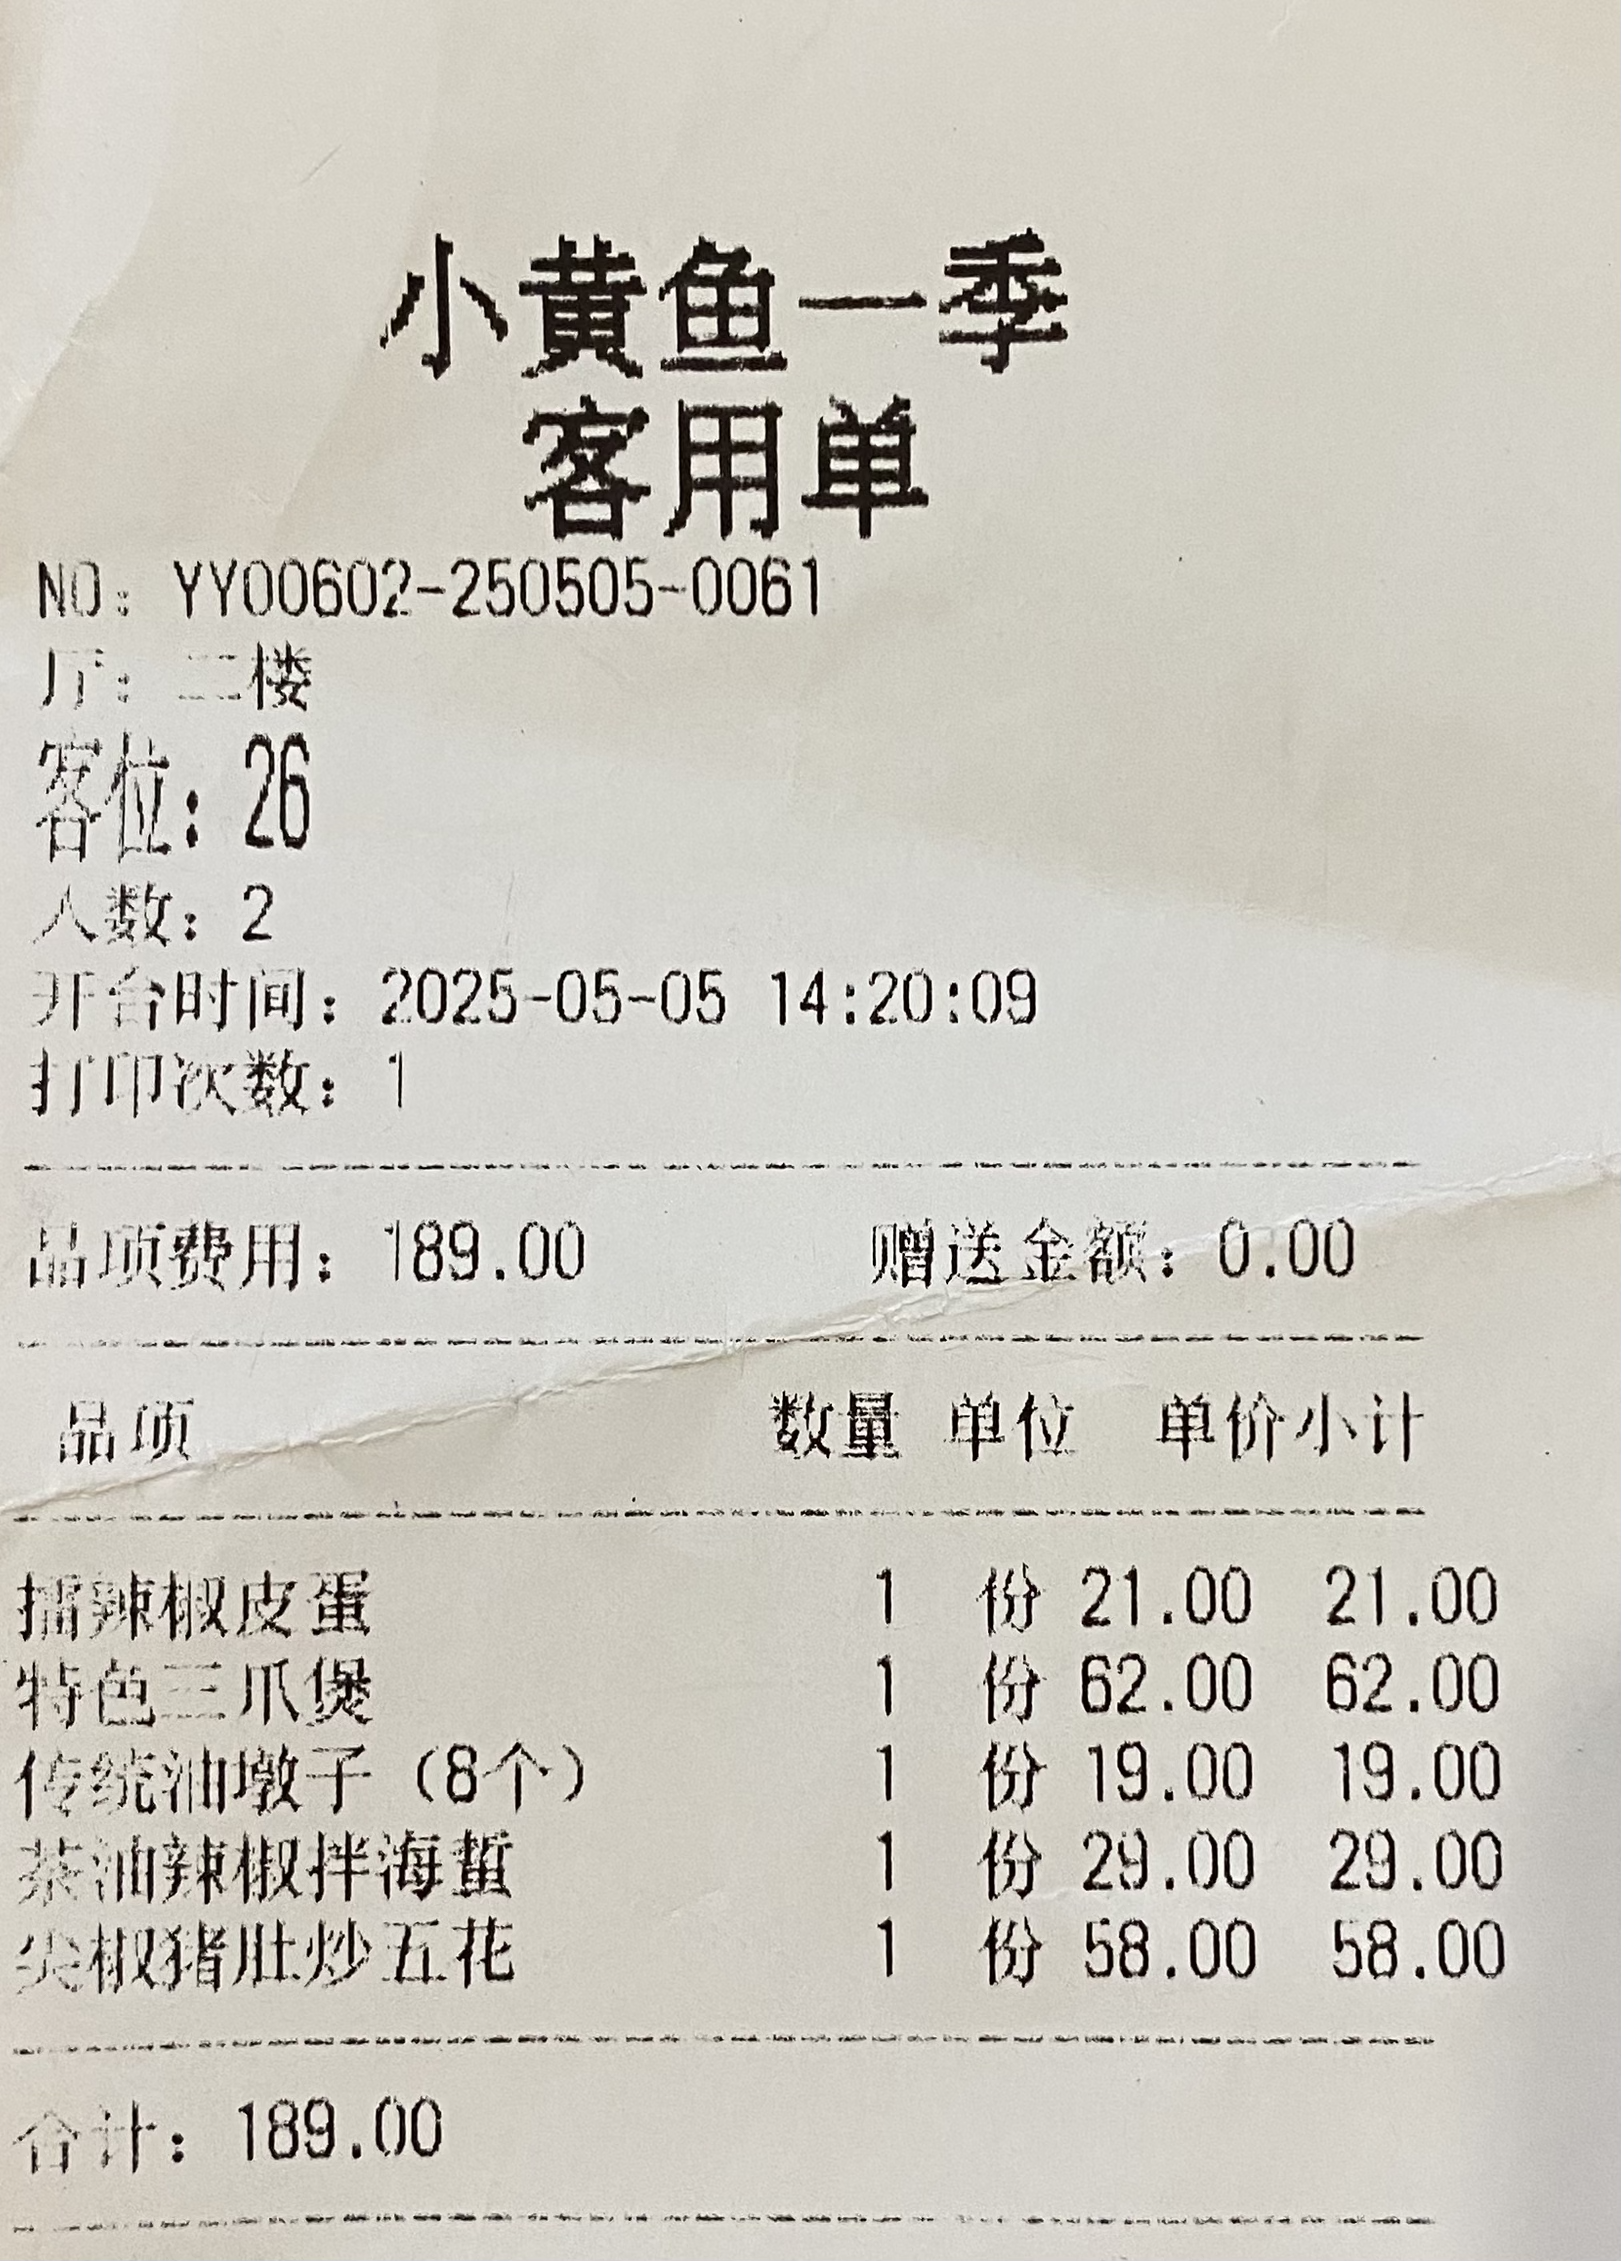 小黄鱼一季
客用单
NO：YY00602-250505-0061
厅：二楼
客位：26
人数：2
开台时间：2025-05-05 14:20:09
打印次数：1
品项费用：189.00 赠送金额：0.00
品项 数量 单位 单价小计
擂辣椒皮蛋 1 份 21.00 21.00
特色三爪煲 1 份 62.00 62.00
传统油墩子（8个） 1 份 19.00 19.00
茶油辣椒拌海蜇 1 份 29.00 29.00
尖椒猪肚炒五花 1 份 58.00 58.00
合计：189.00